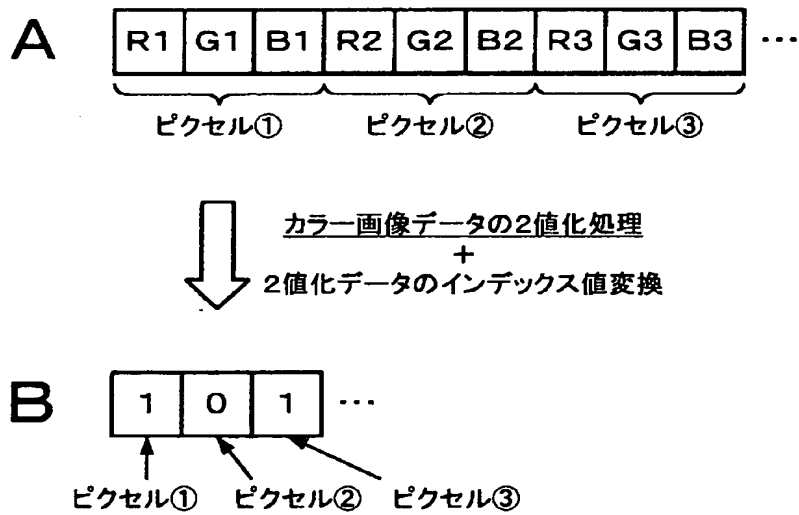 A R1 G1 B1 R2 G2 B2 R3 G3 B3 …
ピクセル① ピクセル② ピクセル③
カラー画像データの2値化処理
+
2値化データのインデックス値変換
B 1 0 1 …
ピクセル① ピクセル② ピクセル③